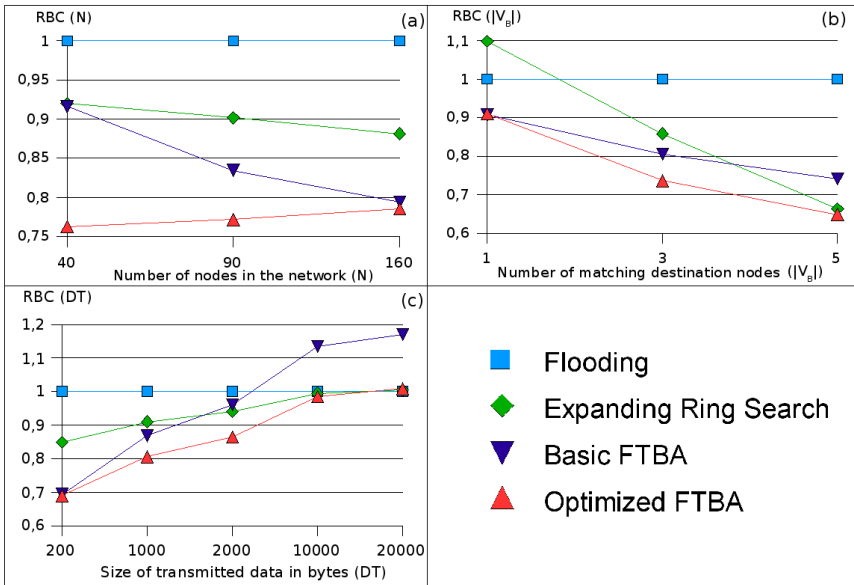 RBC (N)
(a)
1
0,95
0,9
0,85
0,8
0,75
40
90
160
Number of nodes in the network (N)
RBC (|V_B|)
(b)
1,1
1
0,9
0,8
0,7
0,6
1
3
5
Number of matching destination nodes (|V_B|)
RBC (DT)
(c)
1,2
1,1
1
0,9
0,8
0,7
0,6
200
1000
2000
10000
20000
Size of transmitted data in bytes (DT)
Flooding
Expanding Ring Search
Basic FTBA
Optimized FTBA